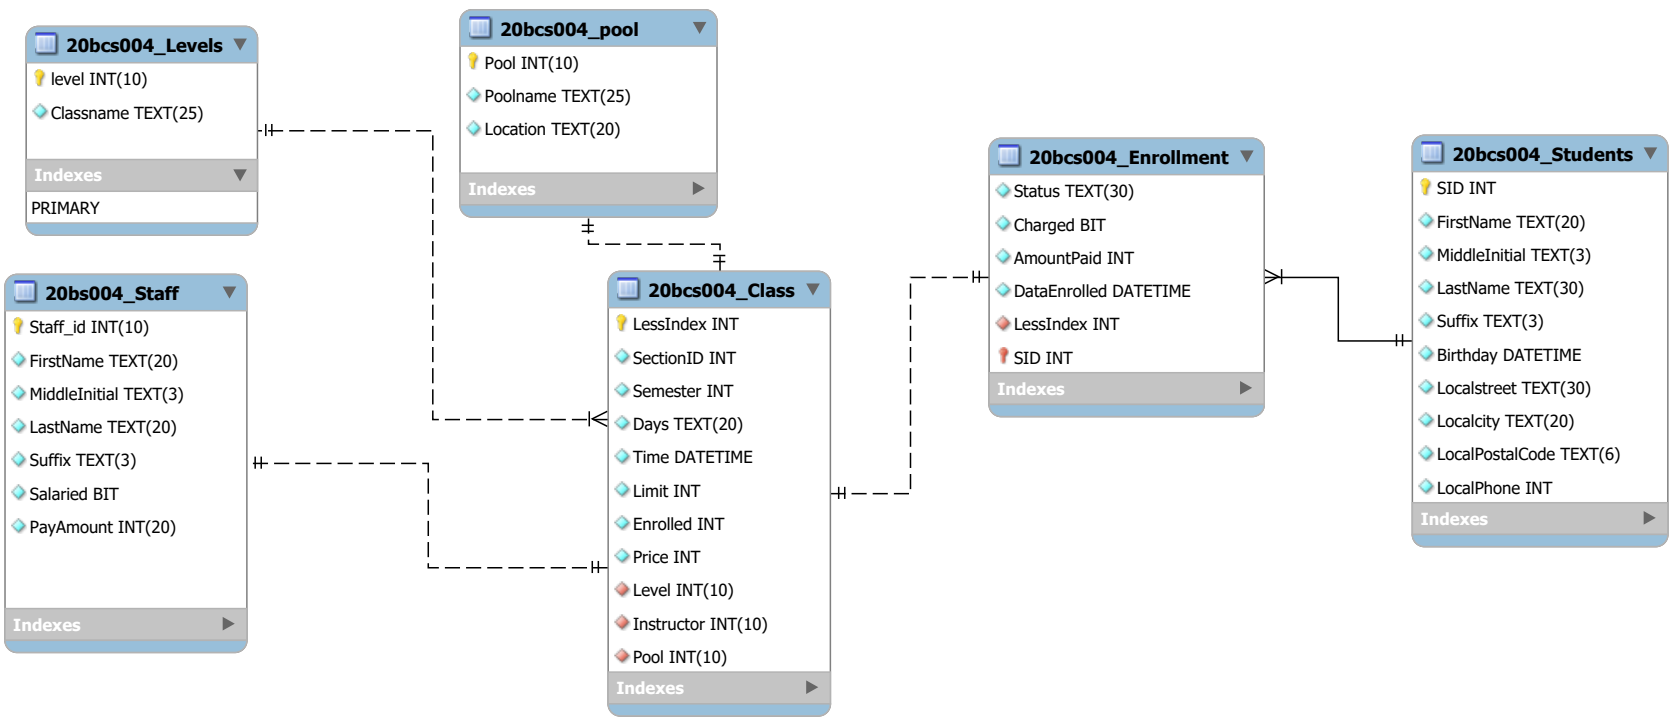 20bcs004_Levels
level INT(10)
Classname TEXT(25)
Indexes
PRIMARY
20bcs004_pool
Pool INT(10)
Poolname TEXT(25)
Location TEXT(20)
Indexes
20bs004_Staff
Staff_id INT(10)
FirstName TEXT(20)
MiddleInitial TEXT(3)
LastName TEXT(20)
Suffix TEXT(3)
Salaried BIT
PayAmount INT(20)
Indexes
20bcs004_Class
LessIndex INT
SectionID INT
Semester INT
Days TEXT(20)
Time DATETIME
Limit INT
Enrolled INT
Price INT
Level INT(10)
Instructor INT(10)
Pool INT(10)
Indexes
20bcs004_Enrollment
Status TEXT(30)
Charged BIT
AmountPaid INT
DataEnrolled DATETIME
LessIndex INT
SID INT
Indexes
20bcs004_Students
SID INT
FirstName TEXT(20)
MiddleInitial TEXT(3)
LastName TEXT(30)
Suffix TEXT(3)
Birthday DATETIME
Localstreet TEXT(30)
Localcity TEXT(20)
LocalPostalCode TEXT(6)
LocalPhone INT
Indexes